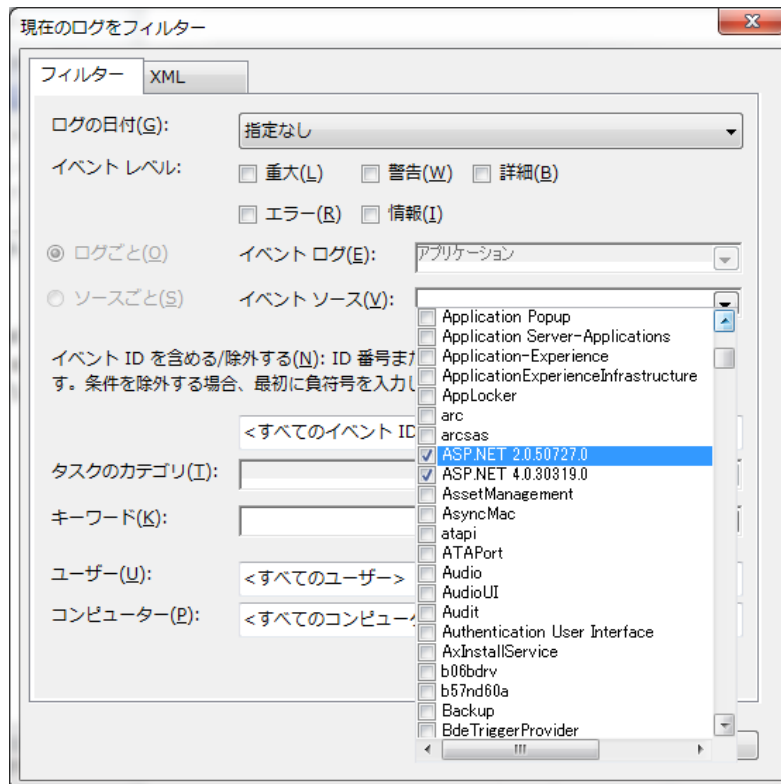 現在のログをフィルター
フィルター
XML
ログの日付(G):
指定なし
イベント レベル:
重大(L)
警告(W)
詳細(B)
エラー(R)
情報(I)
ログごと(O)
イベント ログ(E):
アプリケーション
ソースごと(S)
イベント ソース(V):
Application Popup
Application Server-Applications
Application-Experience
ApplicationExperienceInfrastructure
AppLocker
arc
arcsas
ASP.NET 2.0.50727.0
ASP.NET 4.0.30319.0
AssetManagement
AsyncMac
atapi
ATAPort
Audio
AudioUI
Audit
Authentication User Interface
AxInstallService
b06bdrv
b57nd60a
Backup
BdeTriggerProvider
イベント ID を含める/除外する(N): ID 番号ま
す。条件を除外する場合、最初に負符号を入力し
<すべてのイベント ID
タスクのカテゴリ(T):
キーワード(K):
ユーザー(U):
<すべてのユーザー>
コンピューター(P):
<すべてのコンピュー